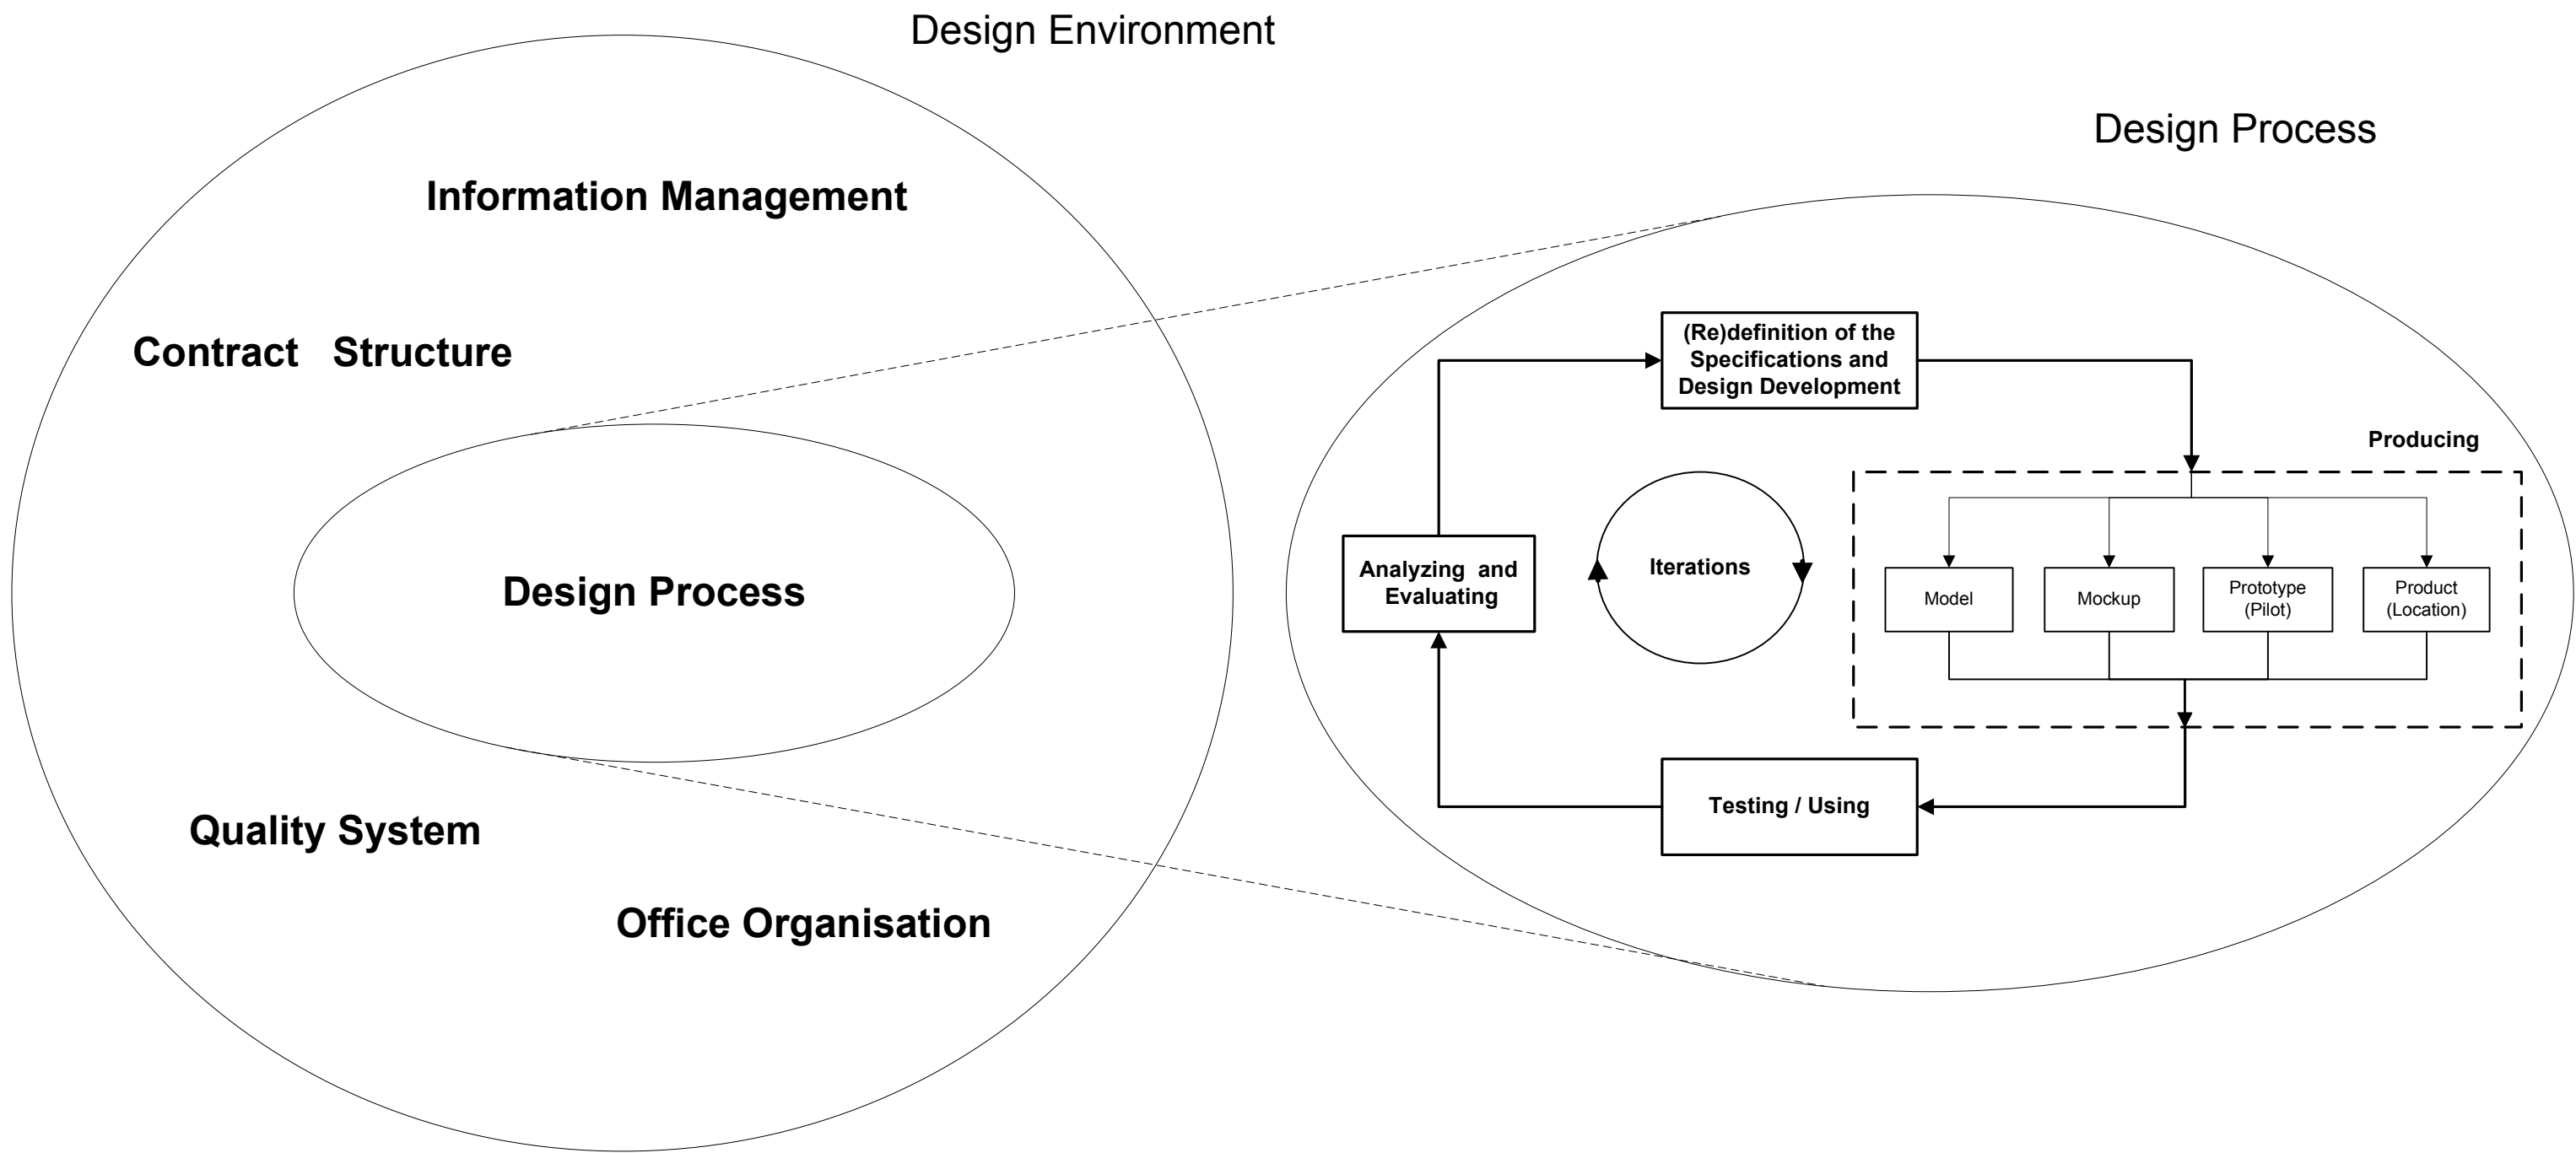 Design Environment
Information Management
Contract Structure
Design Process
Quality System
Office Organisation
Design Process
(Re)definition of the
Specifications and
Design Development
Producing
Analyzing and
Evaluating
Iterations
Model
Mockup
Prototype
(Pilot)
Product
(Location)
Testing / Using